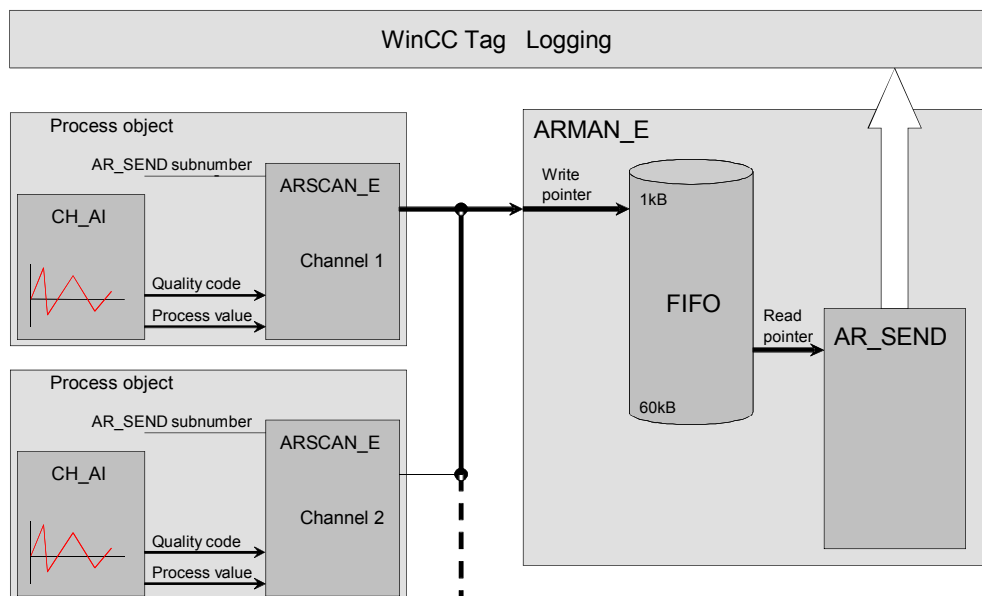 WinCC Tag Logging
Process object
AR_SEND subnumber
ARSCAN_E
CH_AI
Channel 1
Quality code
Process value
Process object
AR_SEND subnumber
ARSCAN_E
CH_AI
Channel 2
Quality code
Process value
ARMAN_E
Write
pointer
1kB
FIFO
60kB
Read
pointer
AR_SEND